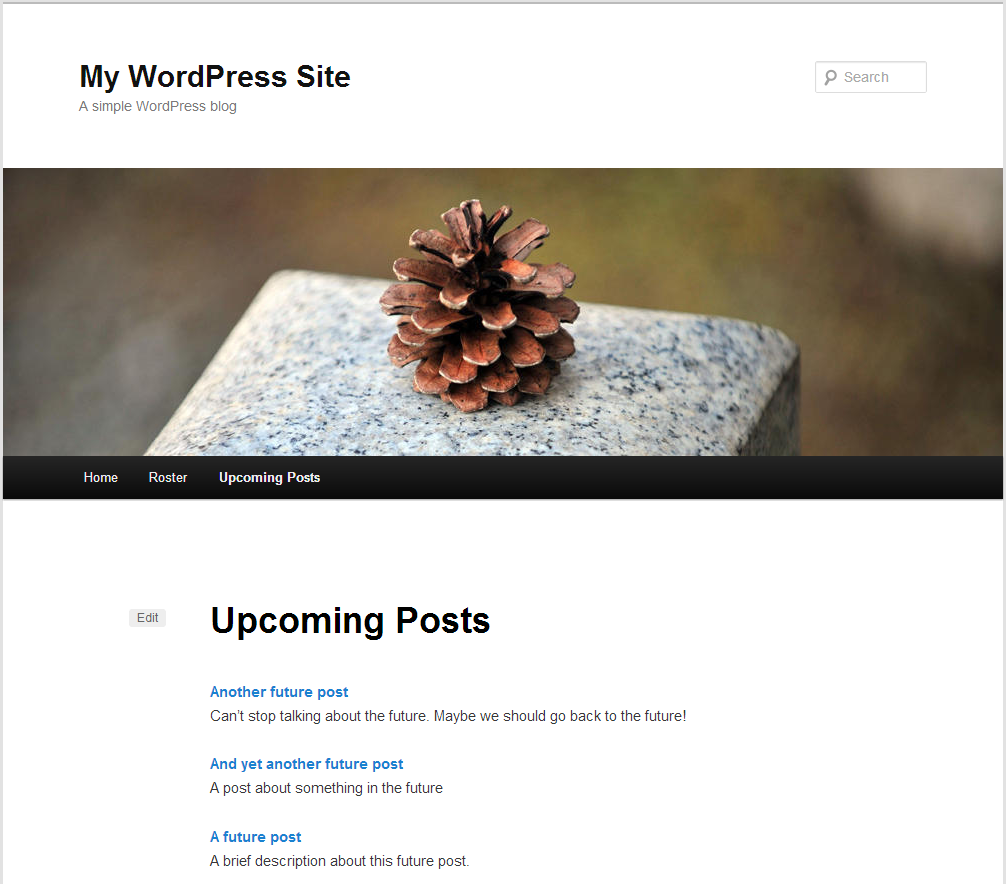 My WordPress Site
A simple WordPress blog
Search
Home Roster Upcoming Posts
Edit
Upcoming Posts
Another future post
Can’t stop talking about the future. Maybe we should go back to the future!
And yet another future post
A post about something in the future
A future post
A brief description about this future post.